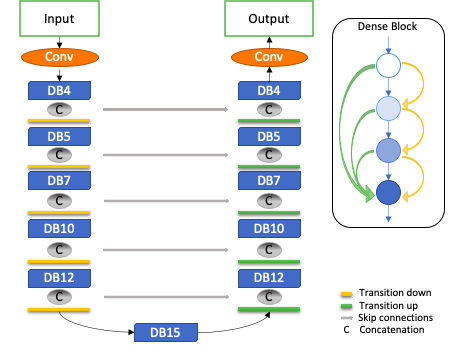 Input
Output
Dense Block
Conv
Conv
DB4
DB4
C
C
DB5
DB5
C
C
DB7
DB7
C
C
DB10
DB10
C
C
DB12
DB12
C
C
DB15
Transition down
Transition up
Skip connections
C Concatenation